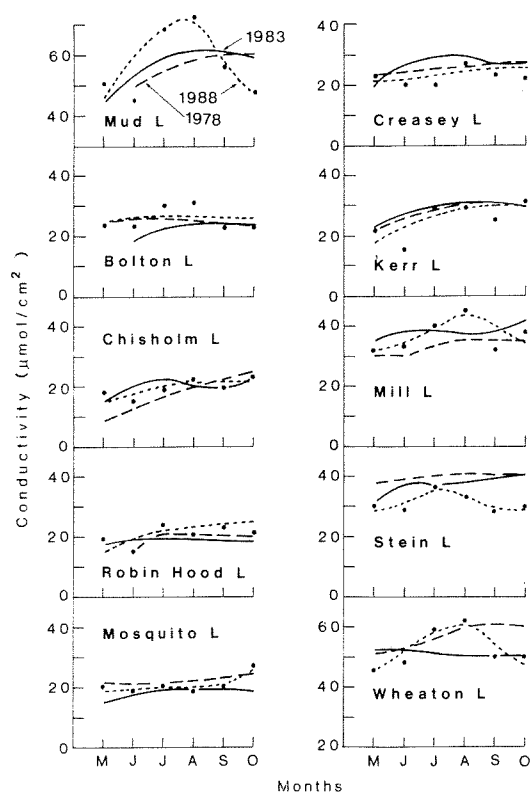 Conductivity (µmol/cm²)
60
40
1983
1988
1978
Mud L
40
20
0
Creasey L
40
20
0
Bolton L
40
20
0
Kerr L
40
20
0
Chisholm L
40
20
0
Mill L
40
20
0
Robin Hood L
40
20
0
Stein L
40
20
0
Mosquito L
60
40
20
Wheaton L
M J J A S O
M J J A S O
Months